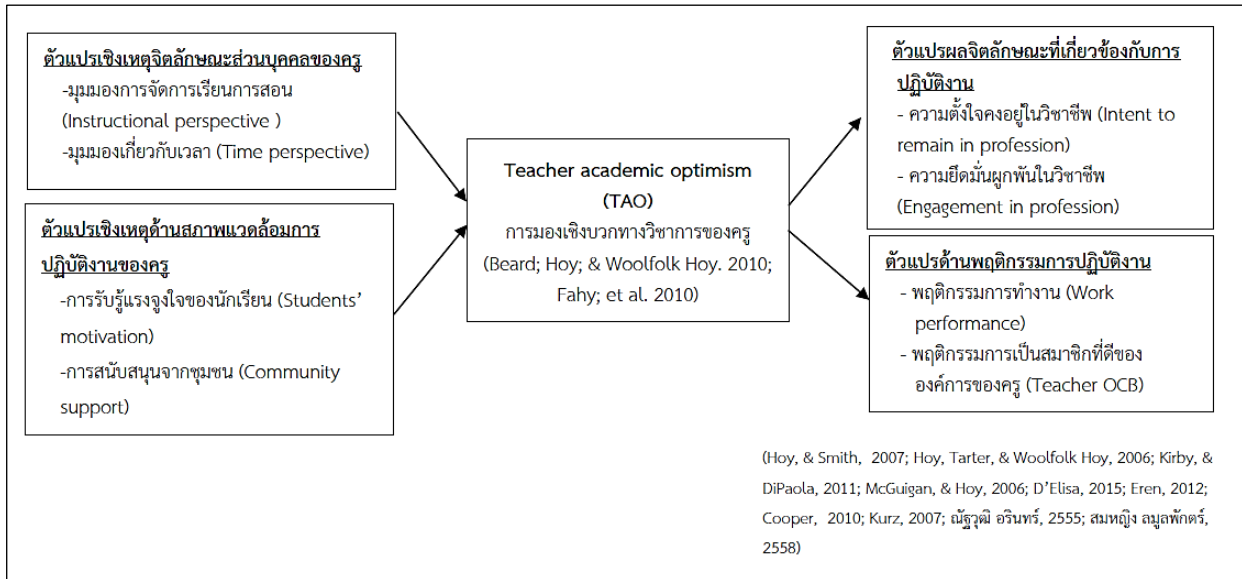 ตัวแปรเชิงเหตุจิตลักษณะส่วนบุคคลของครู
-มุมมองการจัดการเรียนการสอน
(Instructional perspective )
-มุมมองเกี่ยวกับเวลา (Time perspective)
ตัวแปรเชิงเหตุด้านสภาพแวดล้อมการ
ปฏิบัติงานของครู
-การรับรู้แรงจูงใจของนักเรียน (Students’
motivation)
-การสนับสนุนจากชุมชน (Community
support)
Teacher academic optimism
(TAO)
การมองเชิงบวกทางวิชาการของครู
(Beard; Hoy; & Woolfolk Hoy. 2010;
Fahy; et al. 2010)
ตัวแปรผลจิตลักษณะที่เกี่ยวข้องกับการ
ปฏิบัติงาน
- ความตั้งใจคงอยู่ในวิชาชีพ (Intent to
remain in profession)
- ความยึดมั่นผูกพันในวิชาชีพ
(Engagement in profession)
ตัวแปรด้านพฤติกรรมการปฏิบัติงาน
- พฤติกรรมการทำงาน (Work
performance)
- พฤติกรรมการเป็นสมาชิกที่ดีของ
องค์การของครู (Teacher OCB)
(Hoy, & Smith, 2007; Hoy, Tarter, & Woolfolk Hoy, 2006; Kirby, &
DiPaola, 2011; McGuigan, & Hoy, 2006; D’Elisa, 2015; Eren, 2012;
Cooper, 2010; Kurz, 2007; ณัฐวุฒิ อรินทร์, 2555; สมหญิง ลมูลพักตร์,
2558)